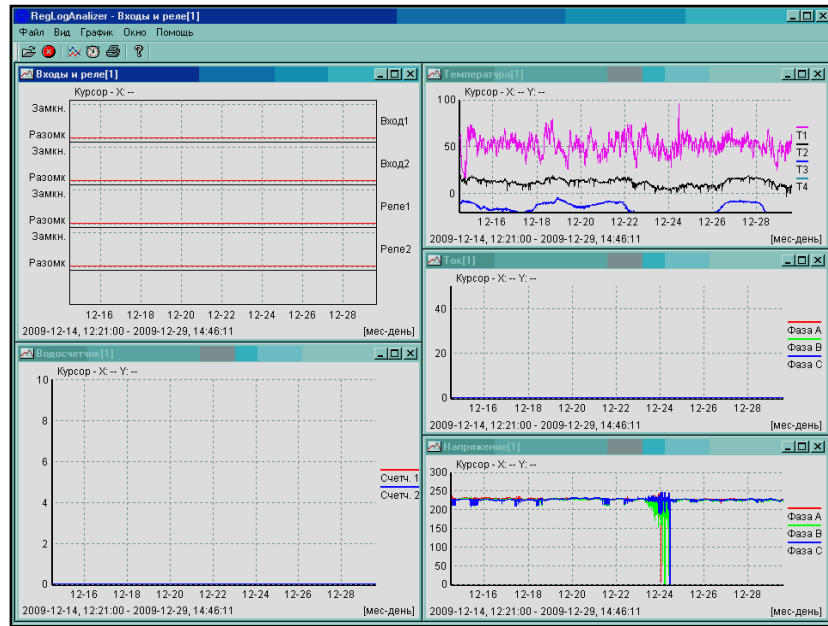 RegLogAnalizer - Входы и реле[1]
Файл Вид График Окно Помощь
Входы и реле[1]
Курсор - X: --
Замкн.
Разомк
Вход1
Замкн.
Разомк
Вход2
Замкн.
Разомк
Реле1
Замкн.
Разомк
Реле2
12-16 12-18 12-20 12-22 12-24 12-26 12-28
2009-12-14, 12:21:00 - 2009-12-29, 14:46:11 [мес-день]
Водосчетчик[1]
Курсор - X: -- Y: --
10
8
6
4
2
0
Счетч. 1
Счетч. 2
12-16 12-18 12-20 12-22 12-24 12-26 12-28
2009-12-14, 12:21:00 - 2009-12-29, 14:46:11 [мес-день]
Температура[1]
Курсор - X: -- Y: --
100
50
0
T1
T2
T3
T4
12-16 12-18 12-20 12-22 12-24 12-26 12-28
2009-12-14, 12:21:00 - 2009-12-29, 14:46:11 [мес-день]
Ток[1]
Курсор - X: -- Y: --
40
20
0
Фаза A
Фаза B
Фаза C
12-16 12-18 12-20 12-22 12-24 12-26 12-28
2009-12-14, 12:21:00 - 2009-12-29, 14:46:11 [мес-день]
Напряжение[1]
Курсор - X: -- Y: --
300
250
200
150
100
50
0
Фаза A
Фаза B
Фаза C
12-16 12-18 12-20 12-22 12-24 12-26 12-28
2009-12-14, 12:21:00 - 2009-12-29, 14:46:11 [мес-день]